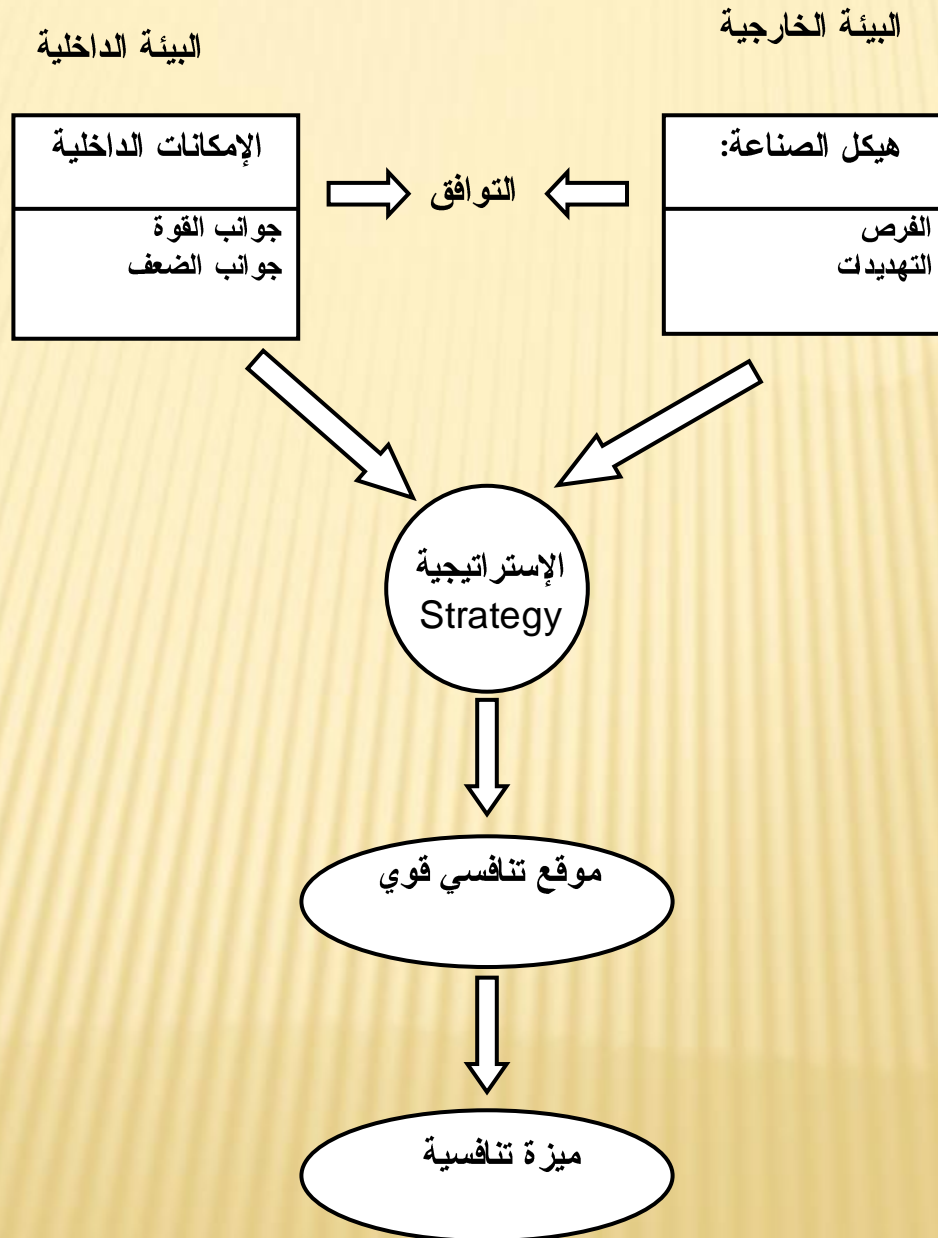 البيئة الخارجية
البيئة الداخلية
هيكل الصناعة:
الفرص
التهديدات
التوافق
الإمكانات الداخلية
جوانب القوة
جوانب الضعف
الإستراتيجية
Strategy
موقع تنافسي قوي
ميزة تنافسية